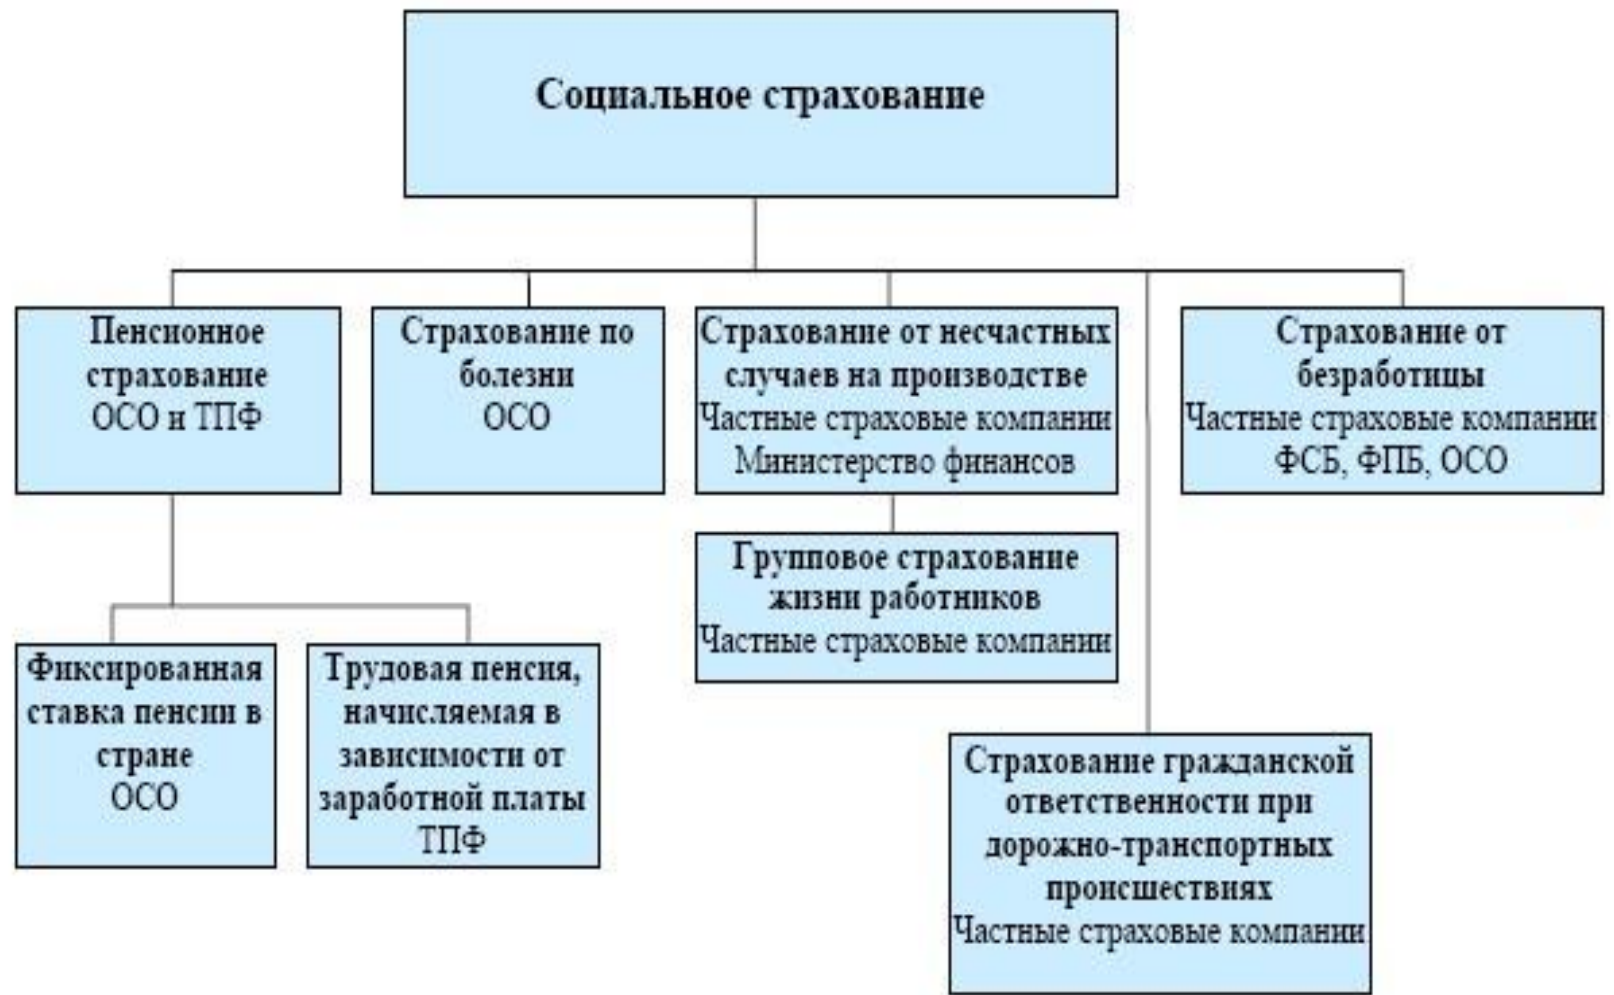 Социальное страхование
Пенсионное
страхование
ОСО и ТПФ
Страхование по
болезни
ОСО
Страхование от несчастных
случаев на производстве
Частные страховые компании
Министерство финансов
Страхование от
безработицы
Частные страховые компании
ФСБ, ФПБ, ОСО
Групповое страхование
жизни работников
Частные страховые компании
Фиксированная
ставка пенсии в
стране
ОСО
Трудовая пенсия,
начисляемая в
зависимости от
заработной платы
ТПФ
Страхование гражданской
ответственности при
дорожно-транспортных
происшествиях
Частные страховые компании